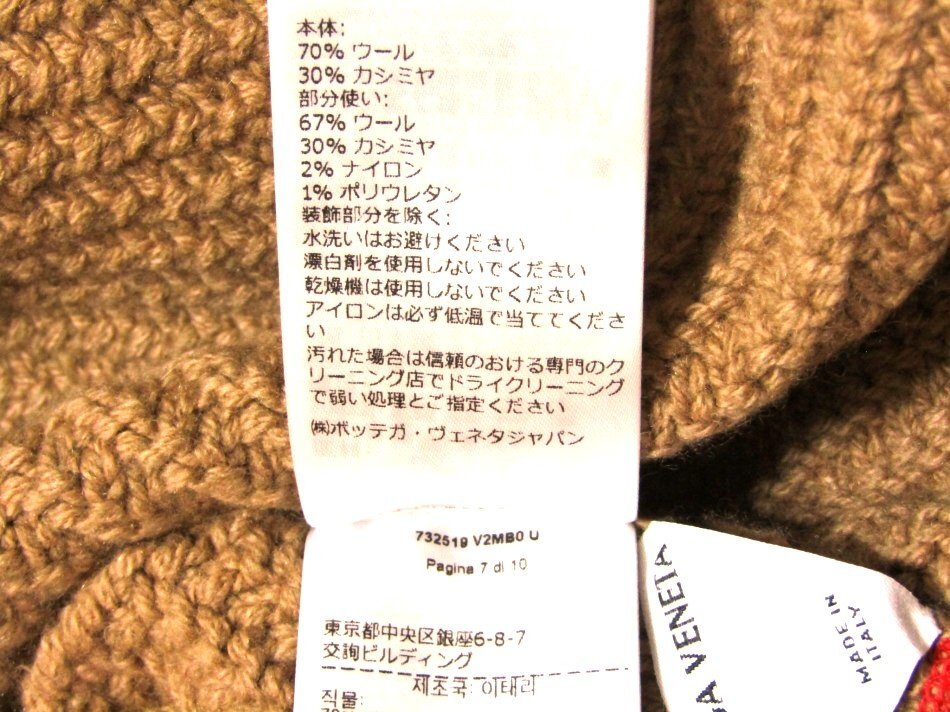 本体:
70% ウール
30% カシミヤ
部分使い:
67% ウール
30% カシミヤ
2% ナイロン
1% ポリウレタン
装飾部分を除く:
水洗いはお避けください
漂白剤を使用しないでください
乾燥機は使用しないでください
アイロンは必ず低温で当ててくださ
い
汚れた場合は信頼のおける専門のク
リーニング店でドライクリーニング
で弱い処理とご指定ください
㈱ボッテガ・ヴェネタジャパン
732519 V2MB0 U
Pagina 7 di 10
東京都中央区銀座6-8-7
交詢ビルディング
제조국: 이태리
직물:
VENETA
MADE IN
ITALY